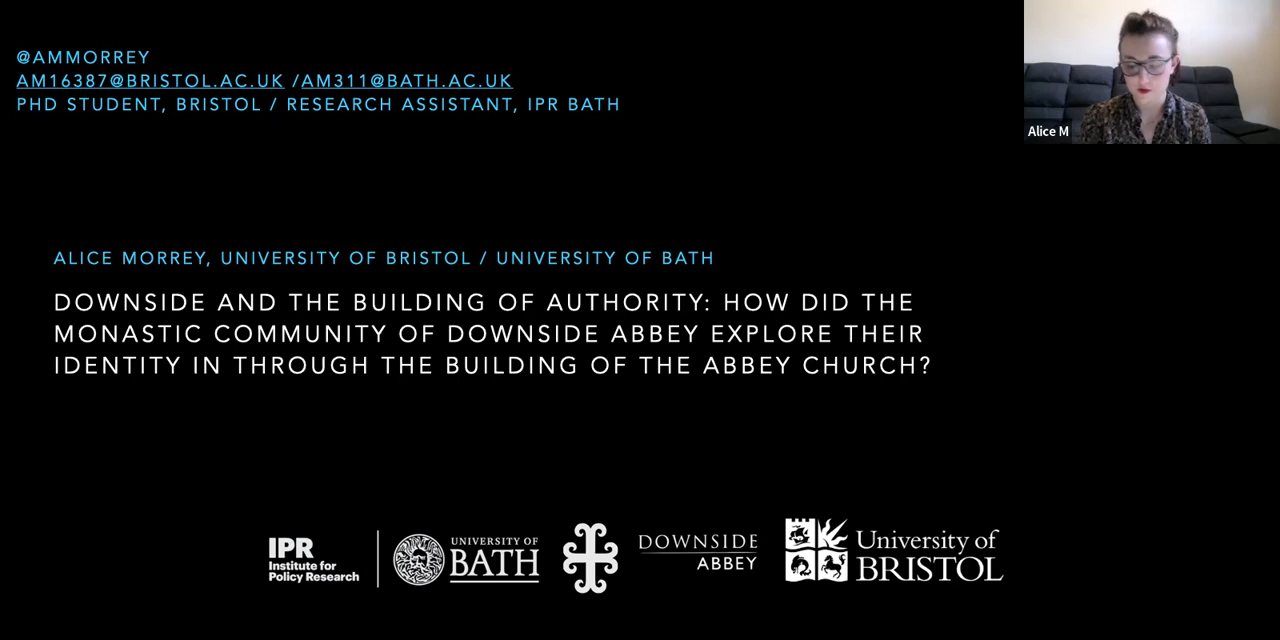 @AMMORREY
AM16387@BRISTOL.AC.UK /AM311@BATH.AC.UK
PHD STUDENT, BRISTOL / RESEARCH ASSISTANT, IPR BATH
Alice M
ALICE MORREY, UNIVERSITY OF BRISTOL / UNIVERSITY OF BATH
DOWNSIDE AND THE BUILDING OF AUTHORITY: HOW DID THE
MONASTIC COMMUNITY OF DOWNSIDE ABBEY EXPLORE THEIR
IDENTITY IN THROUGH THE BUILDING OF THE ABBEY CHURCH?
IPR
Institute for
Policy Research
UNIVERSITY OF
BATH
DOWNSIDE
ABBEY
University of
BRISTOL